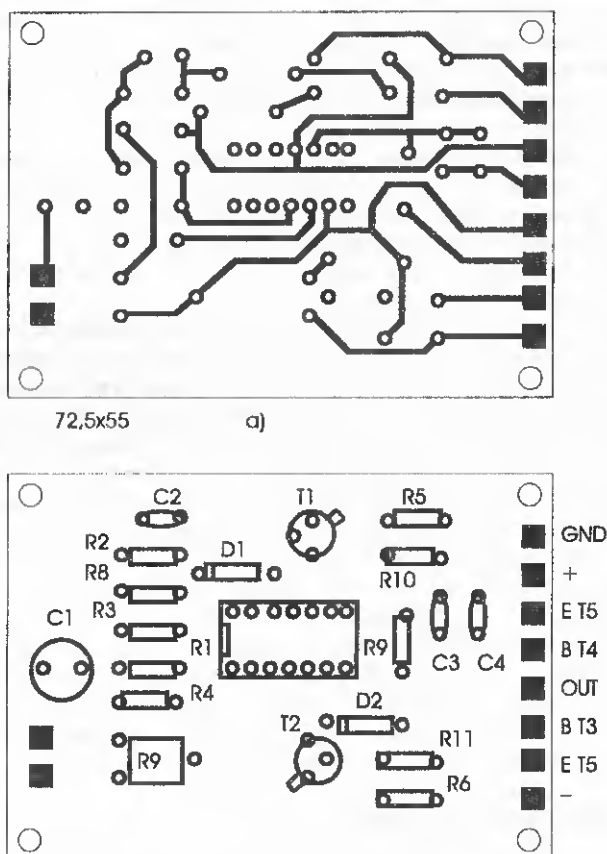 72,5x55 a)
C2 T1 R5
GND
R2
D1
+
R8 R10
C1 R3 E T5
R1 R9
B T4
C3 C4
R4
D2
OUT
T2 B T3
R9 R11
E T5
R6
−